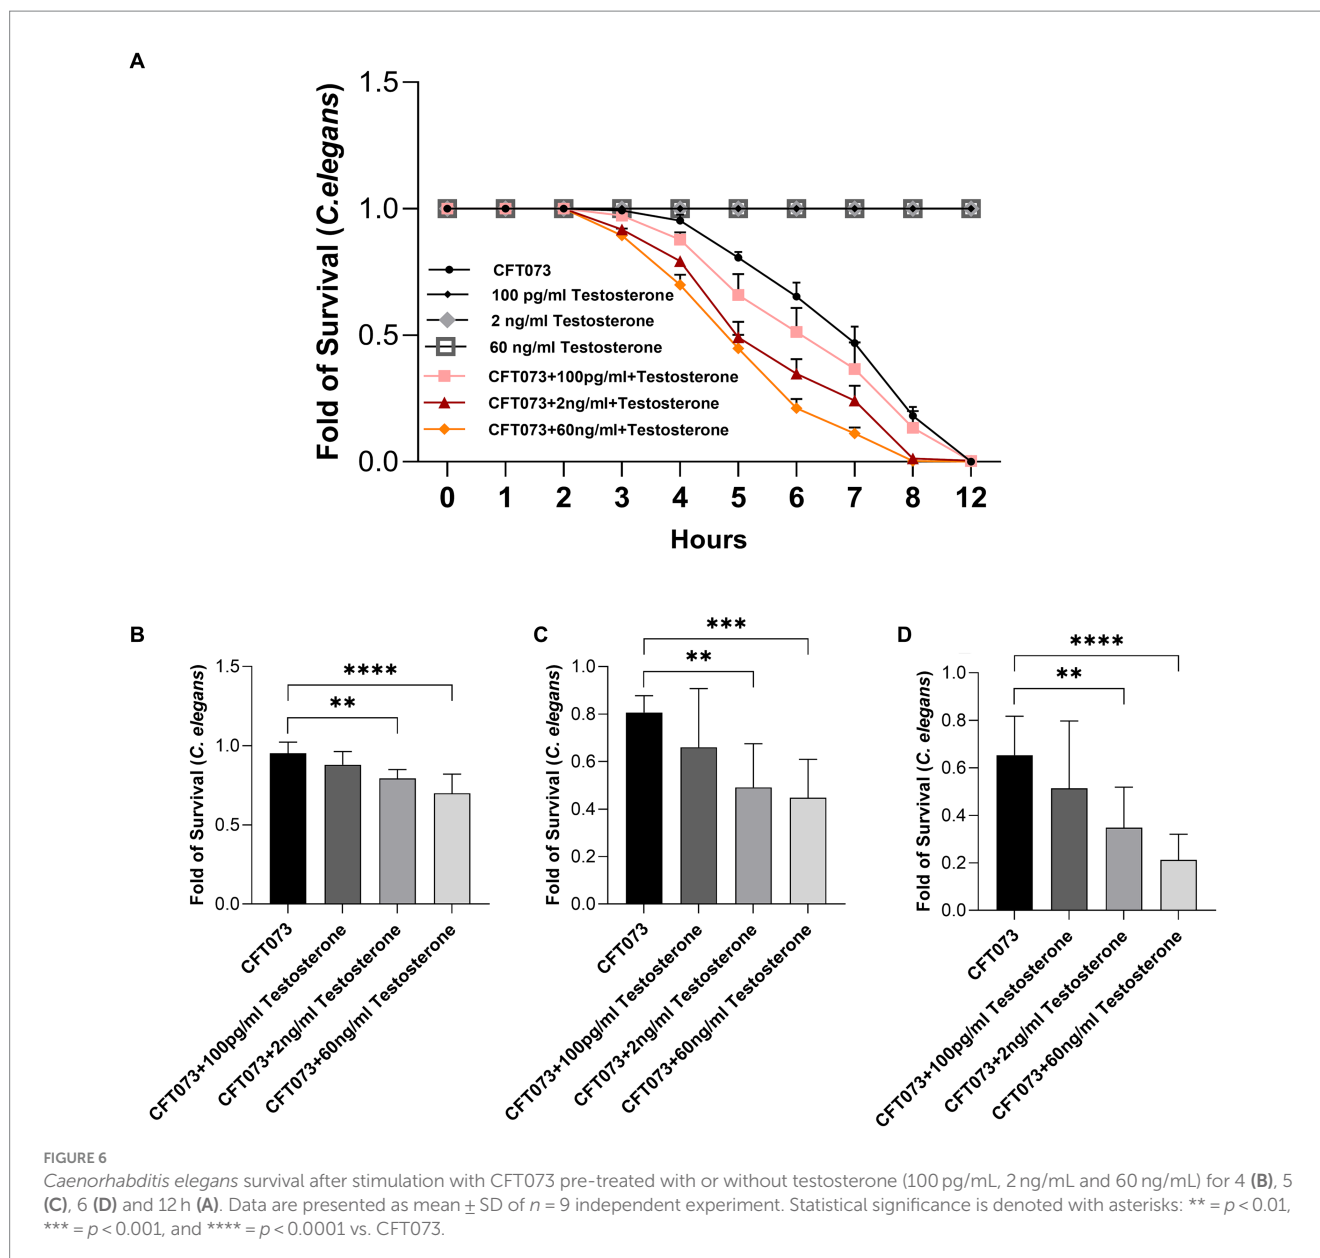 A
Fold of Survival (C.elegans)
1.5
1.0
0.5
0.0
CFT073
100 pg/ml Testosterone
2 ng/ml Testosterone
60 ng/ml Testosterone
CFT073+100pg/ml+Testosterone
CFT073+2ng/ml+Testosterone
CFT073+60ng/ml+Testosterone
0 1 2 3 4 5 6 7 8 12
Hours
B
Fold of Survival (C. elegans)
1.5
1.0
0.5
0.0
****
**
CFT073
CFT073+100pg/ml Testosterone
CFT073+2ng/ml Testosterone
CFT073+60ng/ml Testosterone
C
Fold of Survival (C. elegans)
1.0
0.8
0.6
0.4
0.2
0.0
***
**
CFT073
CFT073+100pg/ml Testosterone
CFT073+2ng/ml Testosterone
CFT073+60ng/ml Testosterone
D
Fold of Survival (C. elegans)
1.0
0.8
0.6
0.4
0.2
0.0
****
**
CFT073
CFT073+100pg/ml Testosterone
CFT073+2ng/ml Testosterone
CFT073+60ng/ml Testosterone
FIGURE 6
Caenorhabditis elegans survival after stimulation with CFT073 pre-treated with or without testosterone (100 pg/mL, 2 ng/mL and 60 ng/mL) for 4 (B), 5
(C), 6 (D) and 12 h (A). Data are presented as mean ± SD of n = 9 independent experiment. Statistical significance is denoted with asterisks: ** = p < 0.01,
*** = p < 0.001, and **** = p < 0.0001 vs. CFT073.